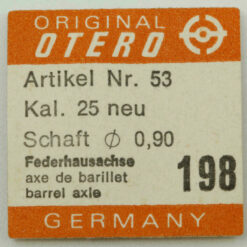 ORIGINAL
OTERO
Artikel Nr. 53
Kal. 25 neu
Schaft ϕ 0,90
Federhausachse
axe de barillet
barrel axle
198
GERMANY